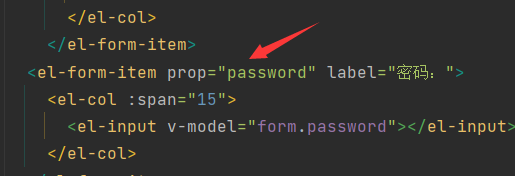 </el-col>
</el-form-item>
<el-form-item prop="password" label="密码：">
<el-col :span="15">
<el-input v-model="form.password"></el-input>
</el-col>